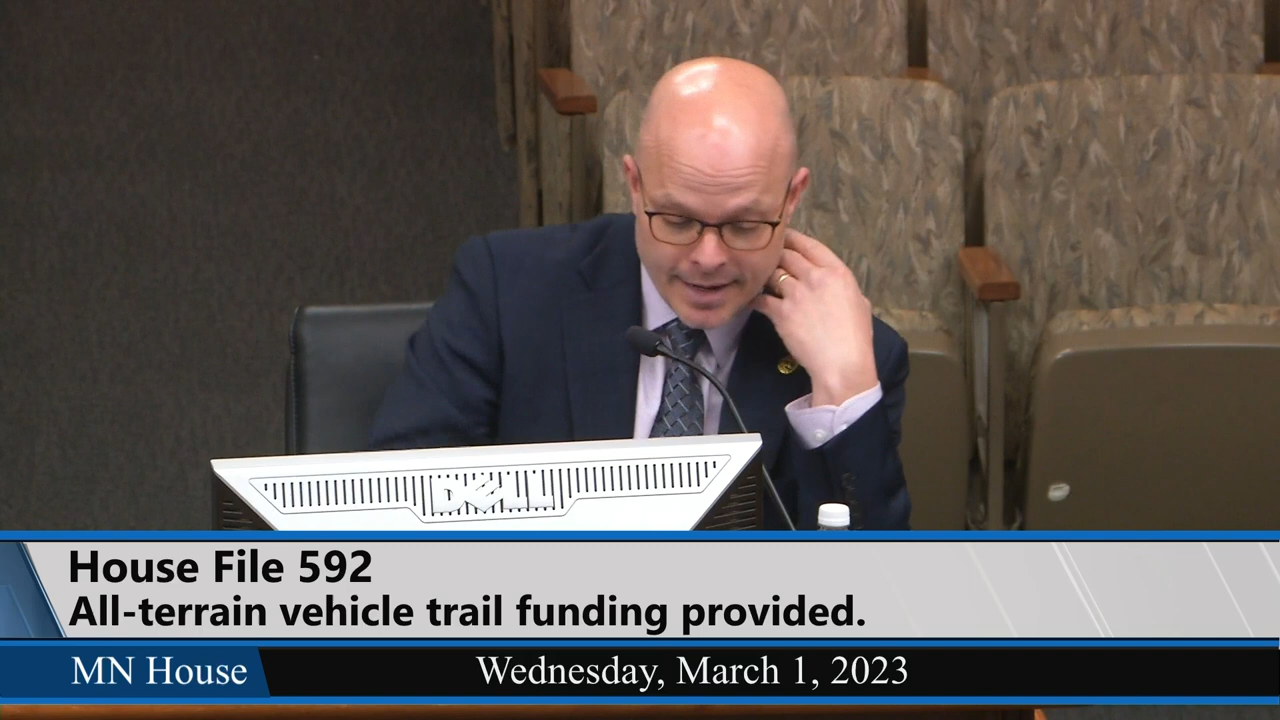 DELL
House File 592
All-terrain vehicle trail funding provided.
MN House
Wednesday, March 1, 2023